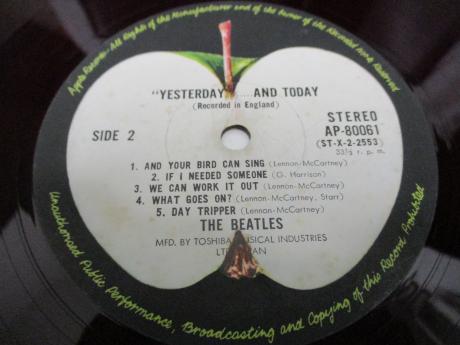 Apple Records · All Rights of the Manufacturer and of the Owner of the Recorded Work Reserved.
"YESTERDAY......AND TODAY
(Recorded in England)
STEREO
SIDE 2
AP-80061
(ST-X-2-2553)
33⅓ r. p. m.
1. AND YOUR BIRD CAN SING (Lennon-McCartney)
2. IF I NEEDED SOMEONE (G. Harrison)
3. WE CAN WORK IT OUT (Lennon-McCartney)
4. WHAT GOES ON? (Lennon-McCartney, Starr)
5. DAY TRIPPER (Lennon-McCartney)
THE BEATLES
MFD. BY TOSHIBA MUSICAL INDUSTRIES
Unauthorised Public Performance, Broadcasting and Copying of this Record Prohibited